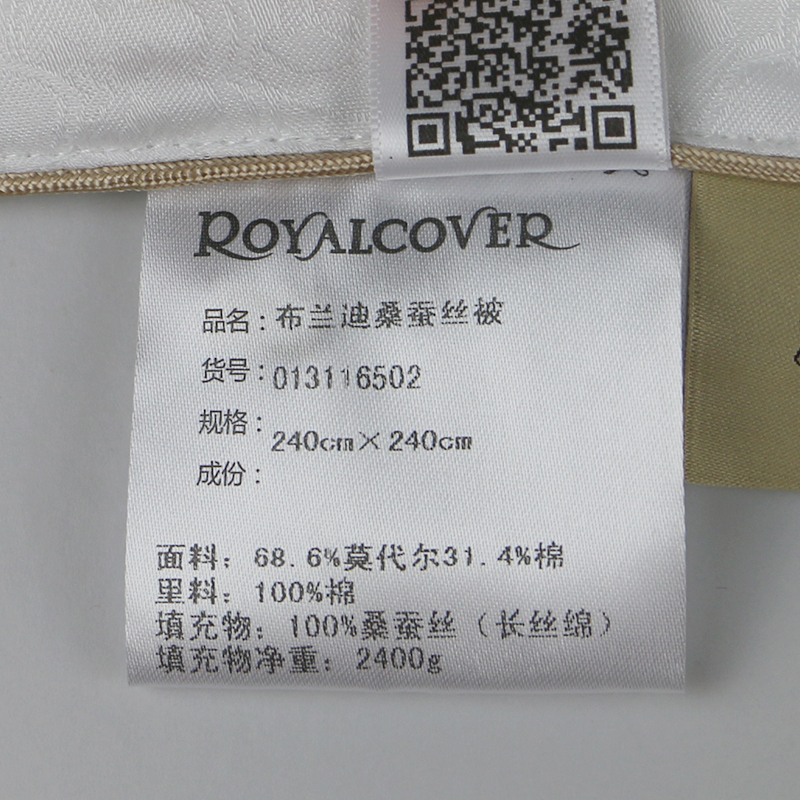 ROYALCOVER
品名：布兰迪桑蚕丝被
货号：013116502
规格：240cm×240cm
成份：
面料：68.6%莫代尔31.4%棉
里料：100%棉
填充物：100%桑蚕丝（长丝绵）
填充物净重：2400g